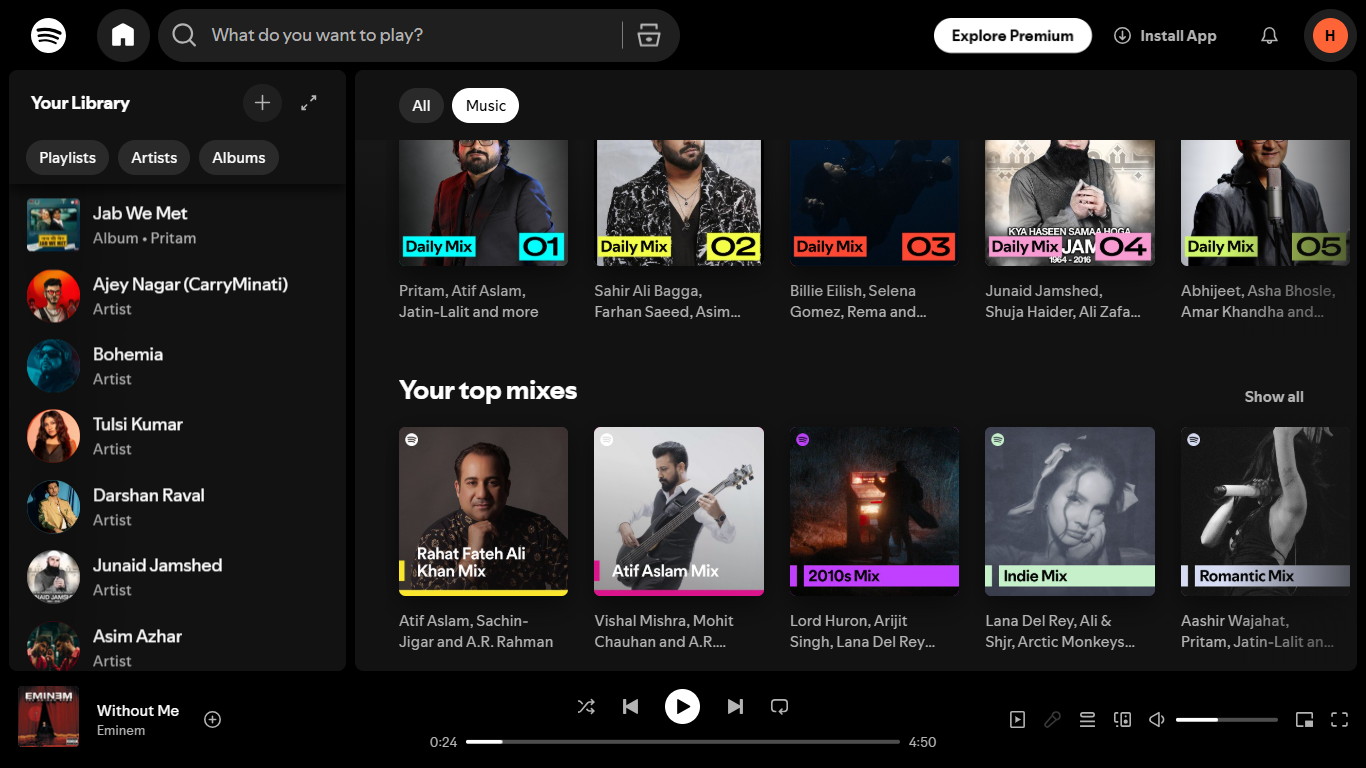 What do you want to play?
Explore Premium
Install App
H
Your Library
Playlists
Artists
Albums
Jab We Met
Album • Pritam
Ajey Nagar (CarryMinati)
Artist
Bohemia
Artist
Tulsi Kumar
Artist
Darshan Raval
Artist
Junaid Jamshed
Artist
Asim Azhar
Artist
All
Music
Daily Mix 01
Pritam, Atif Aslam,
Jatin-Lalit and more
Daily Mix 02
Sahir Ali Bagga,
Farhan Saeed, Asim...
Daily Mix 03
Billie Eilish, Selena
Gomez, Rema and...
KYA HASEEN SAMAA HOGA
Daily Mix JAM 04
1964 - 2016
Junaid Jamshed,
Shuja Haider, Ali Zafa...
Daily Mix 05
Abhijeet, Asha Bhosle,
Amar Khandha and...
Your top mixes
Show all
Rahat Fateh Ali
Khan Mix
Atif Aslam, Sachin-
Jigar and A.R. Rahman
Atif Aslam Mix
Vishal Mishra, Mohit
Chauhan and A.R....
2010s Mix
Lord Huron, Arijit
Singh, Lana Del Rey...
Indie Mix
Lana Del Rey, Ali &
Shjr, Arctic Monkeys...
Romantic Mix
Aashir Wajahat,
Pritam, Jatin-Lalit an...
EMINEM
Without Me
Eminem
0:24
4:50